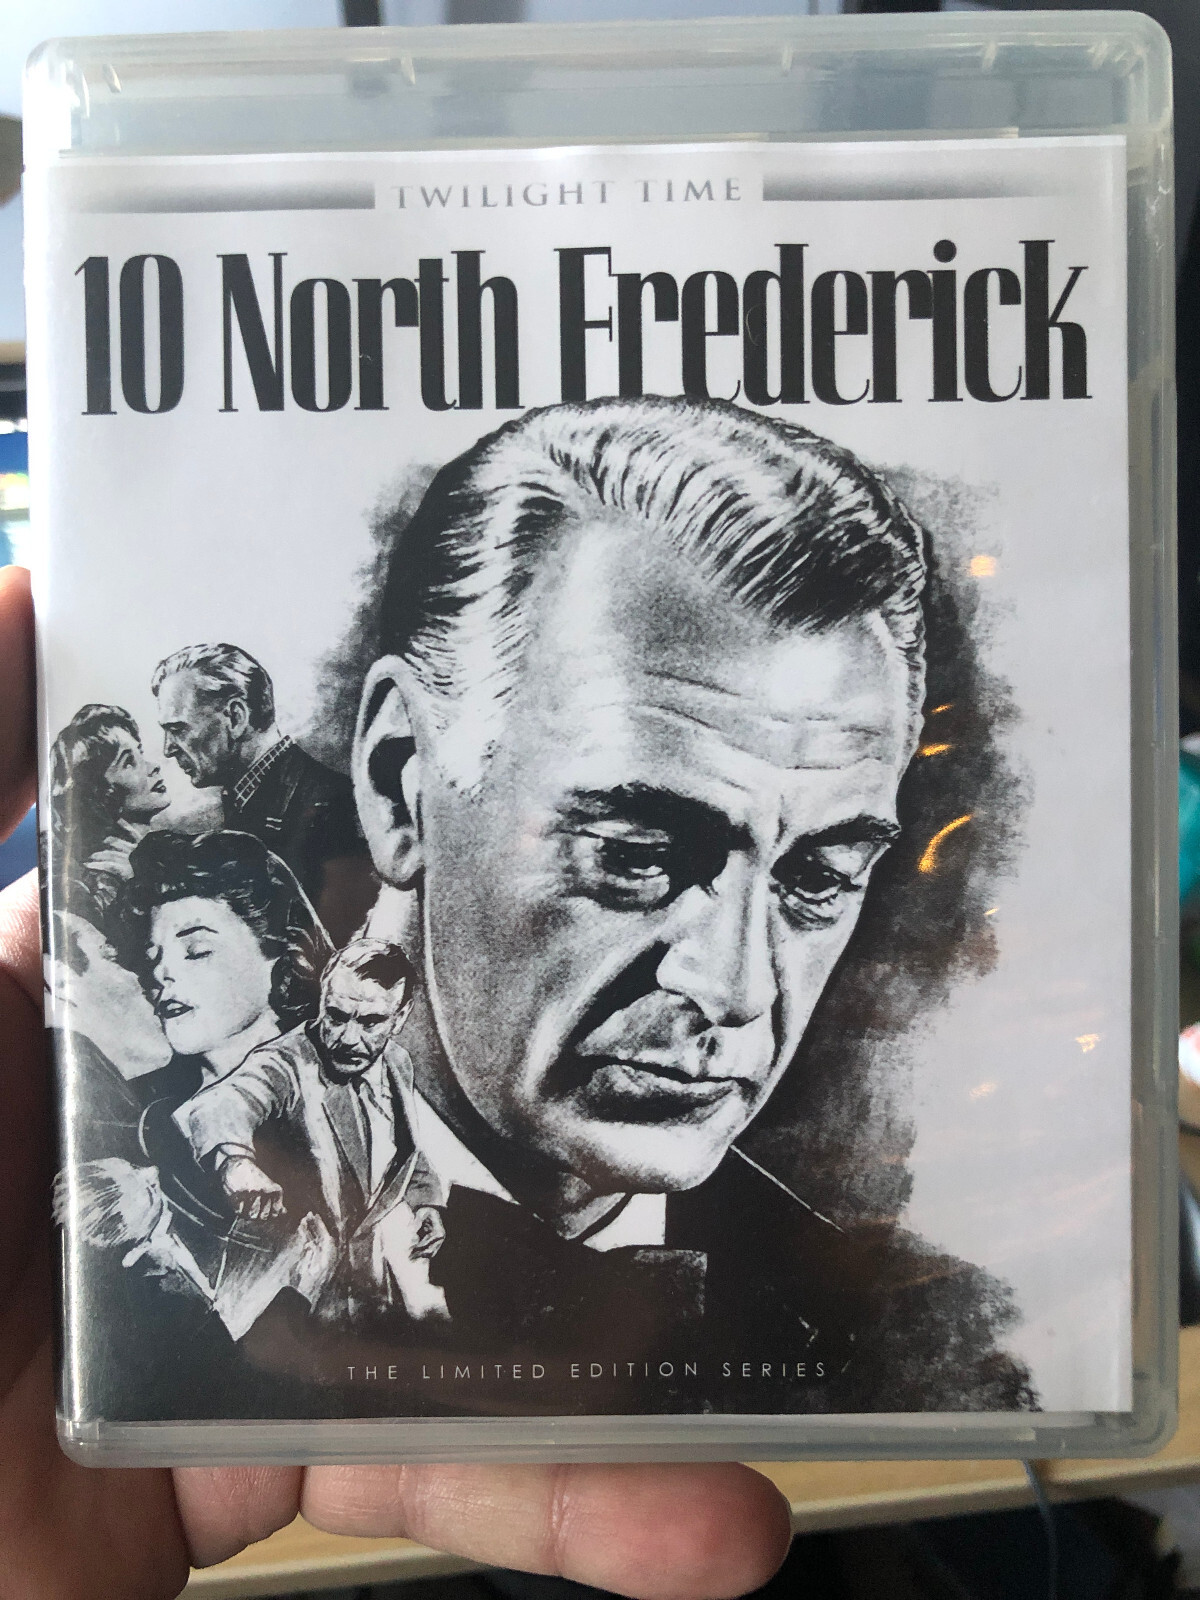 TWILIGHT TIME
10 North Frederick
THE LIMITED EDITION SERIES